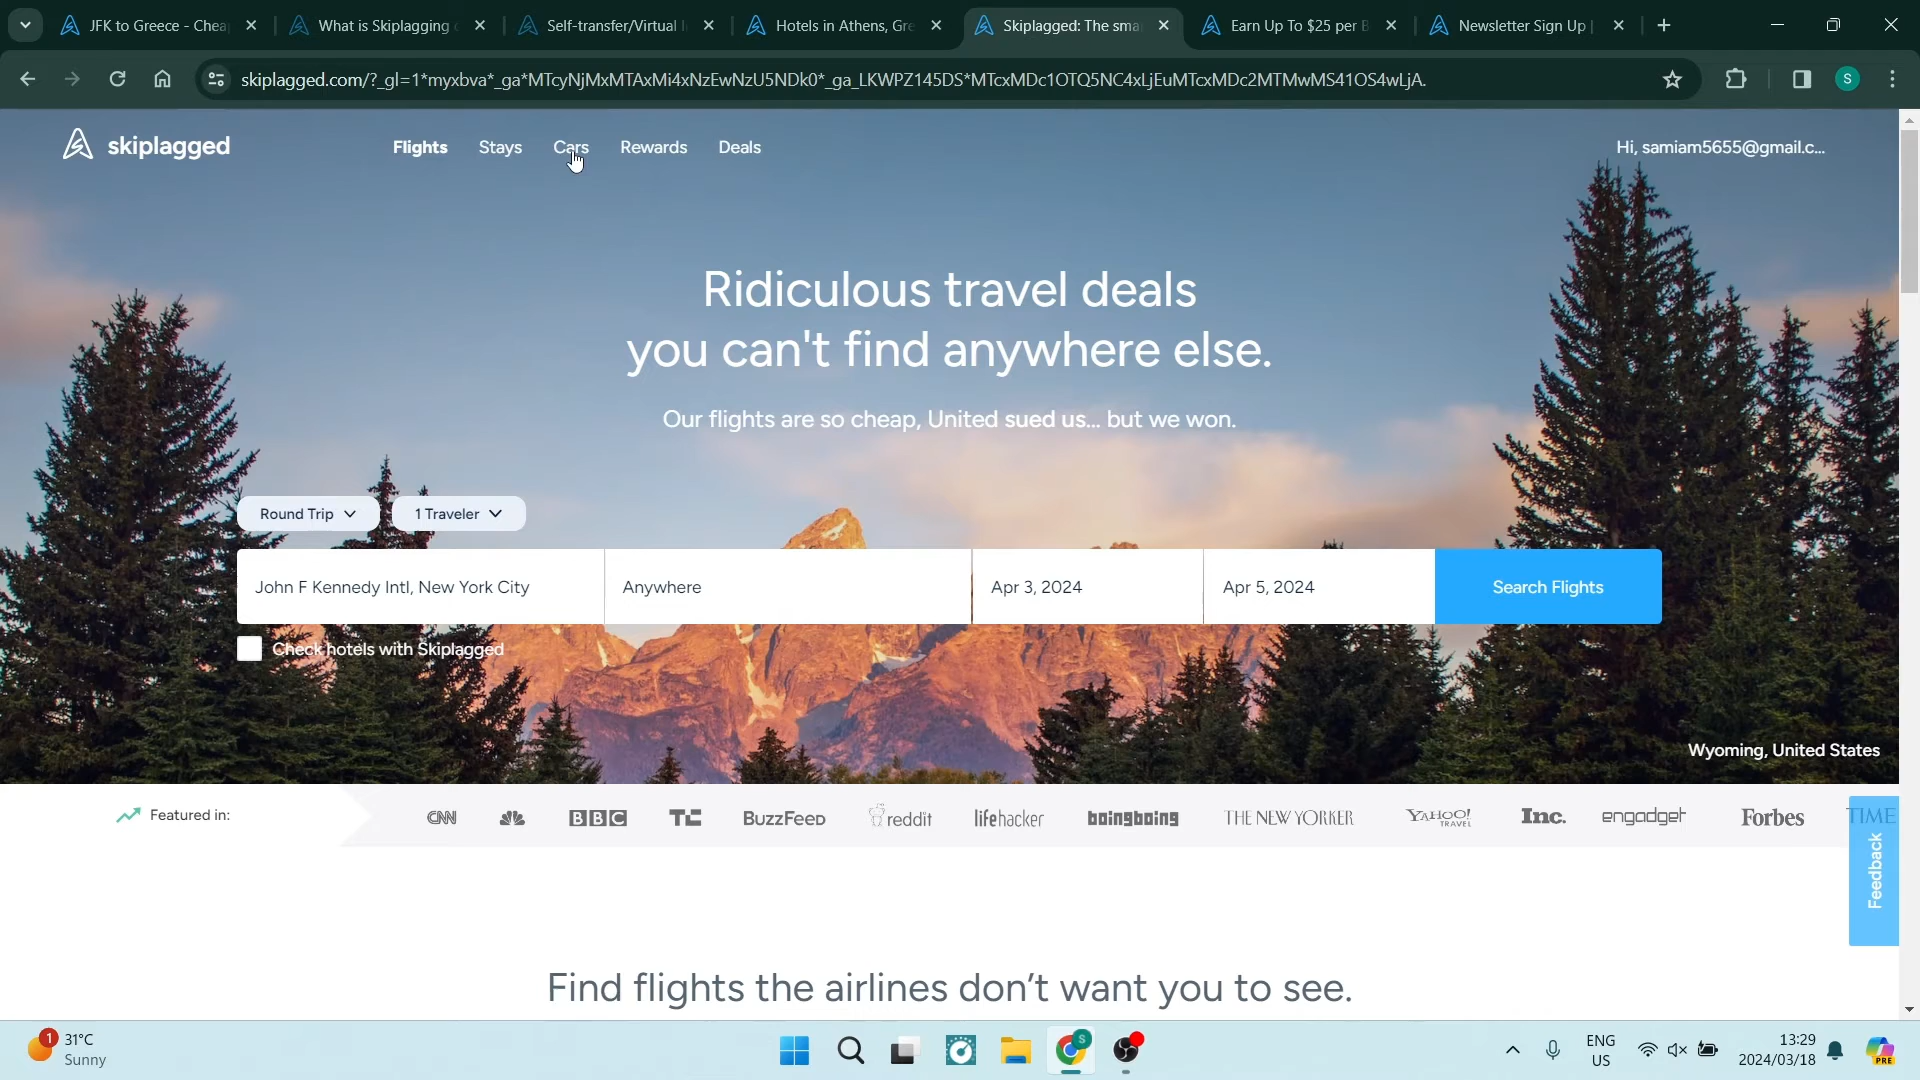 JFK to Greece - Chea
What is Skiplagging
Self-transfer/Virtual I
Hotels in Athens, Gre
Skiplagged: The sma
Earn Up To $25 per B
Newsletter Sign Up |
skiplagged.com/?_gl=1*myxbva*_ga*MTcyNjMxMTAxMi4xNzEwNzU5NDk0*_ga_LKWPZ145DS*MTcxMDc1OTQ5NC4xLjEuMTcxMDc2MTMwMS41OS4wLjA.
S
skiplagged
Flights Stays Cars Rewards Deals
Hi, samiam5655@gmail.c...
Ridiculous travel deals
you can't find anywhere else.
Our flights are so cheap, United sued us... but we won.
Round Trip
1 Traveler
John F Kennedy Intl, New York City
Anywhere
Apr 3, 2024
Apr 5, 2024
Search Flights
Check hotels with Skiplagged
Wyoming, United States
Featured in:
CNN
BBC
TC
BuzzFeed
reddit
lifehacker
boingboing
THE NEW YORKER
YAHOO!
TRAVEL
Inc.
engadget
Forbes
TIME
Feedback
Find flights the airlines don't want you to see.
1
31°C
Sunny
S
ENG
US
13:29
2024/03/18
PRE